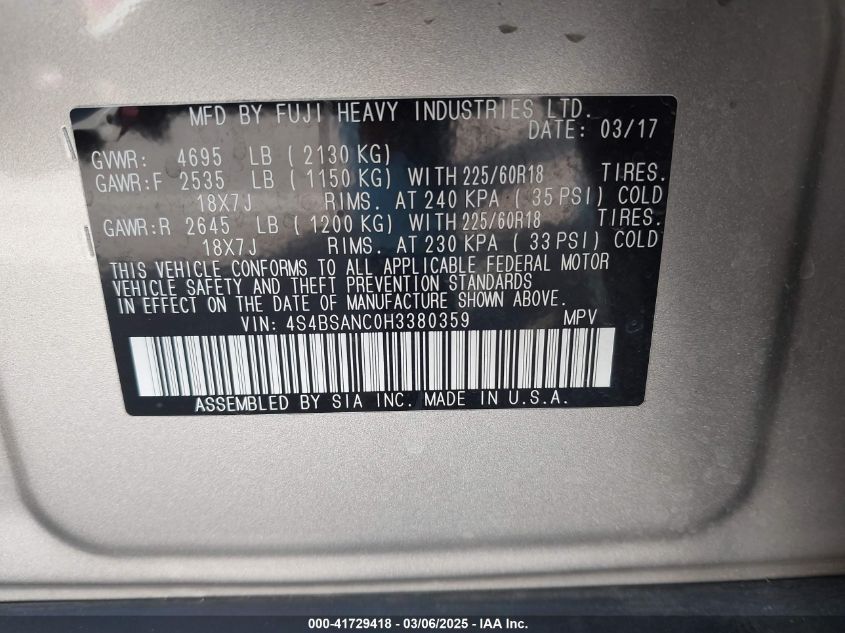 MFD BY FUJI HEAVY INDUSTRIES LTD.
DATE: 03/17
GVWR: 4695 LB ( 2130 KG)
GAWR:F 2535 LB ( 1150 KG) WITH 225/60R18 TIRES.
18X7J RIMS. AT 240 KPA ( 35 PSI) COLD
GAWR:R 2645 LB ( 1200 KG) WITH 225/60R18 TIRES.
18X7J RIMS. AT 230 KPA ( 33 PSI) COLD
THIS VEHICLE CONFORMS TO ALL APPLICABLE FEDERAL MOTOR
VEHICLE SAFETY AND THEFT PREVENTION STANDARDS
IN EFFECT ON THE DATE OF MANUFACTURE SHOWN ABOVE.
VIN: 4S4BSANC0H3380359 MPV
ASSEMBLED BY SIA INC. MADE IN U.S.A.
000-41729418 - 03/06/2025 - IAA Inc.